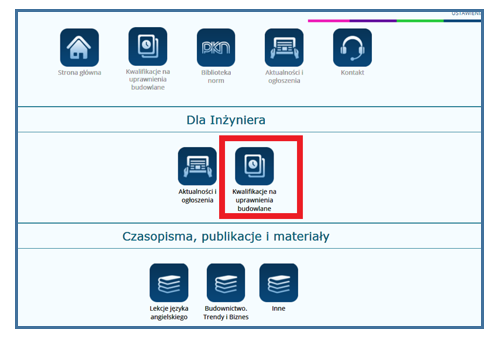 USTAWIENIA
PKN
Strona główna
Kwalifikacje na
uprawnienia
budowlane
Biblioteka
norm
Aktualności i
ogłoszenia
Kontakt
Dla Inżyniera
Aktualności i
ogłoszenia
Kwalifikacje na
uprawnienia
budowlane
Czasopisma, publikacje i materiały
Lekcje języka
angielskiego
Budownictwo.
Trendy i Biznes
Inne